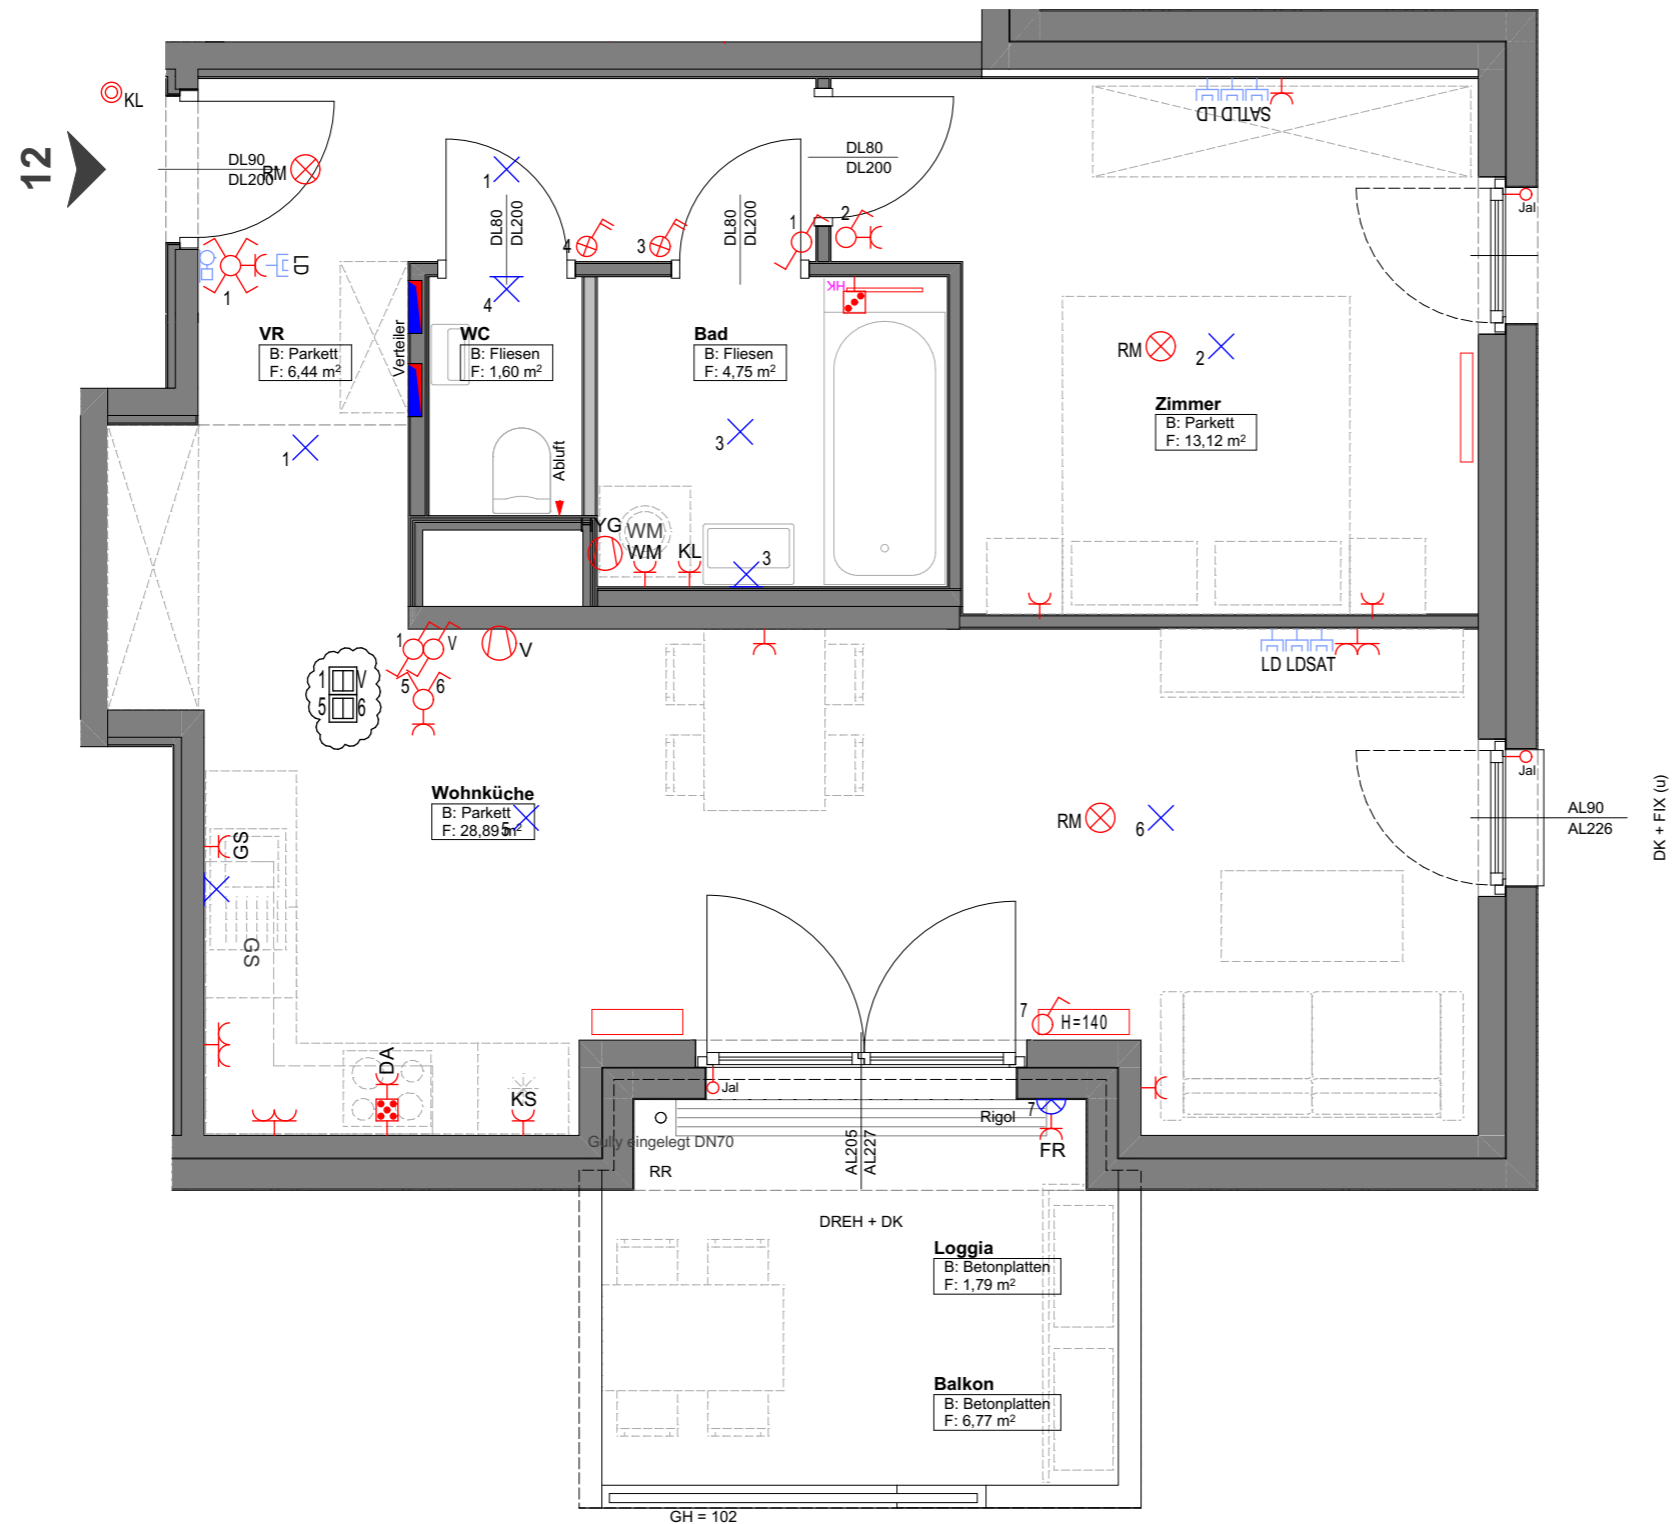 KL
12
DL90
DL200
RM
1
LD
VR
B: Parkett
F: 6,44 m²
Verteiler
1
1
DL80
DL200
4
4
WC
B: Fliesen
F: 1,60 m²
Abluft
3
DL80
DL200
1
2
DL80
DL200
HK
Bad
B: Fliesen
F: 4,75 m²
3
YG
WM
WM
KL
3
SATLD LD
Jal
RM
2
Zimmer
B: Parkett
F: 13,12 m²
1
V
V
5
6
1
V
5
6
LD LDSAT
Jal
AL90
AL226
DK + FIX (u)
Wohnküche
B: Parkett
F: 28,89 m²
5
RM
6
GS
GS
DA
KS
7
H=140
Jal
Rigol
7
FR
Gully eingelegt DN70
RR
AL205
AL227
DREH + DK
Loggia
B: Betonplatten
F: 1,79 m²
Balkon
B: Betonplatten
F: 6,77 m²
GH = 102